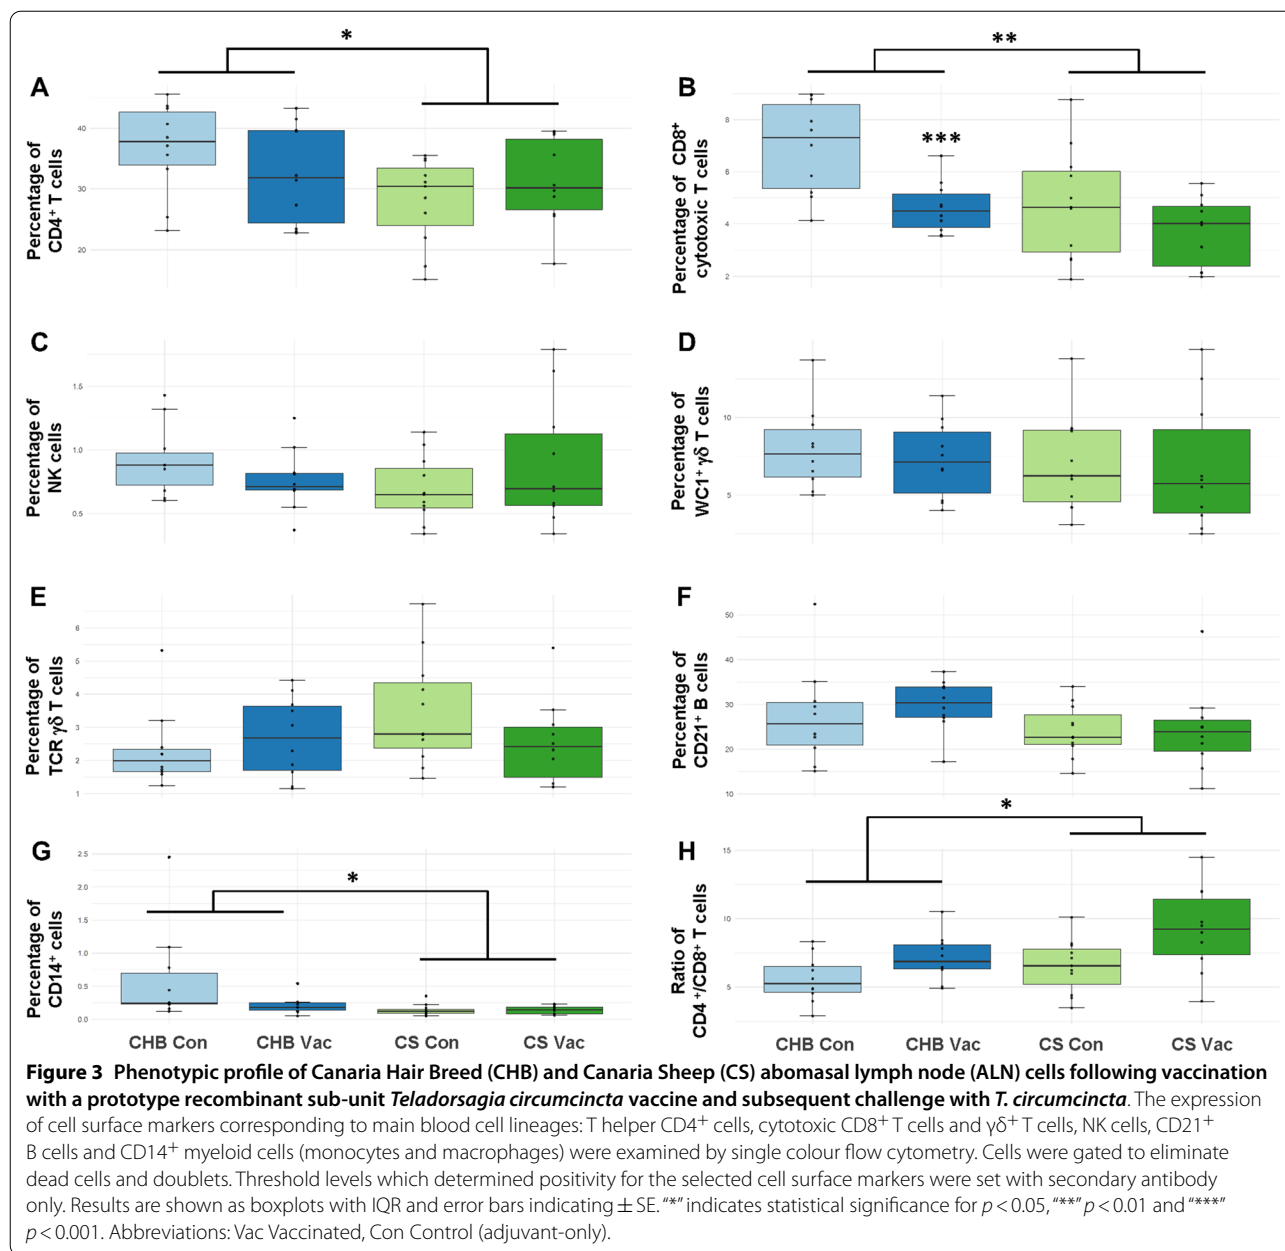 *
**
A
B
Percentage of
CD4+ T cells
40
30
20
Percentage of CD8+
cytotoxic T cells
***
8
6
4
2
C
D
Percentage of
NK cells
1.5
1.0
0.5
Percentage of
WC1+ γδ T cells
10
5
E
F
Percentage of
TCR γδ T cells
6
5
4
3
2
1
Percentage of
CD21+ B cells
50
40
30
20
10
G
*
H
*
Percentage of
CD14+ cells
2.5
2.0
1.5
1.0
0.5
0.0
Ratio of
CD4+/CD8+ T cells
15
10
5
CHB Con CHB Vac CS Con CS Vac
CHB Con CHB Vac CS Con CS Vac
Figure 3 Phenotypic profile of Canaria Hair Breed (CHB) and Canaria Sheep (CS) abomasal lymph node (ALN) cells following vaccination
with a prototype recombinant sub-unit Teladorsagia circumcincta vaccine and subsequent challenge with T. circumcincta. The expression
of cell surface markers corresponding to main blood cell lineages: T helper CD4+ cells, cytotoxic CD8+ T cells and γδ+ T cells, NK cells, CD21+
B cells and CD14+ myeloid cells (monocytes and macrophages) were examined by single colour flow cytometry. Cells were gated to eliminate
dead cells and doublets. Threshold levels which determined positivity for the selected cell surface markers were set with secondary antibody
only. Results are shown as boxplots with IQR and error bars indicating ± SE. “*” indicates statistical significance for p < 0.05, “**” p < 0.01 and “***”
p < 0.001. Abbreviations: Vac Vaccinated, Con Control (adjuvant-only).